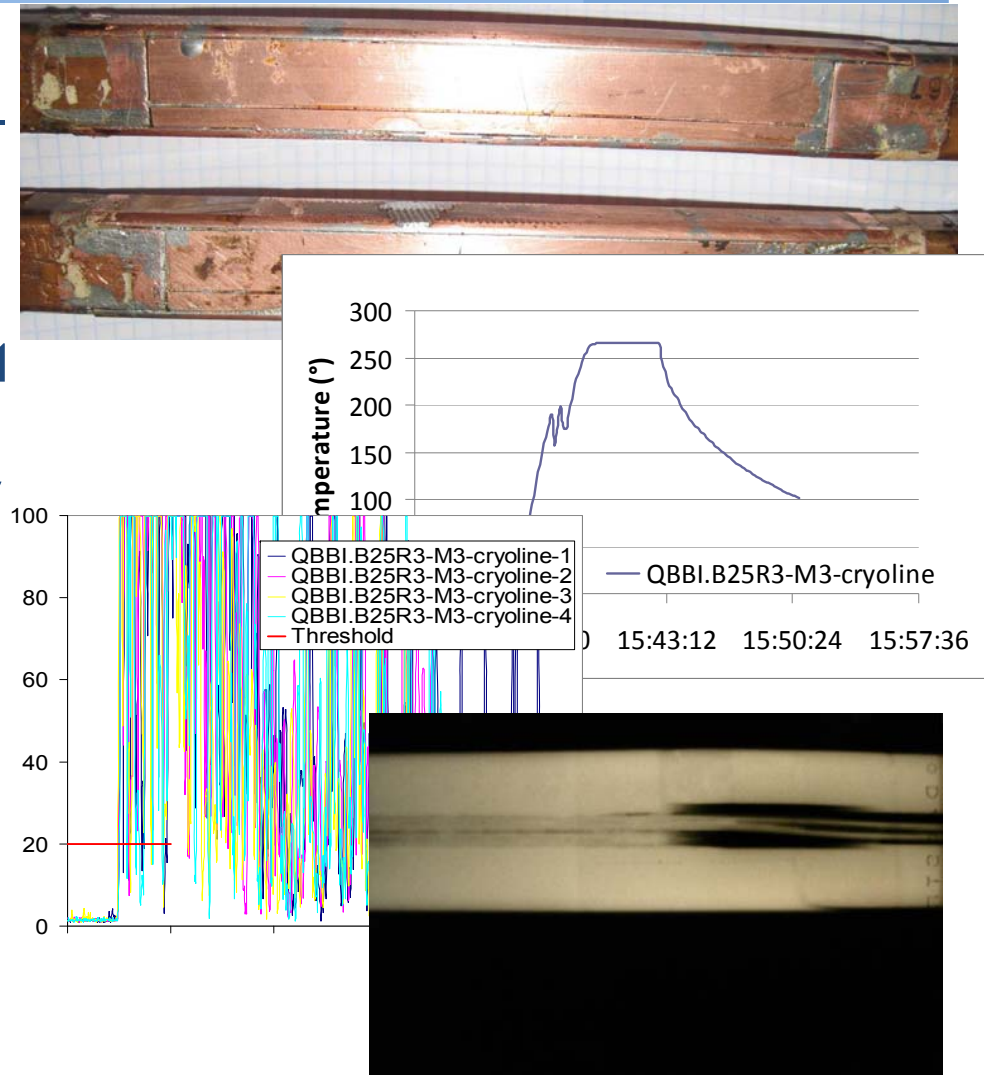 300
250
200
150
100
mperature (°)
QBBI.B25R3-M3-cryoline
0 15:43:12 15:50:24 15:57:36
100
80
60
40
20
0
QBBI.B25R3-M3-cryoline-1
QBBI.B25R3-M3-cryoline-2
QBBI.B25R3-M3-cryoline-3
QBBI.B25R3-M3-cryoline-4
Threshold